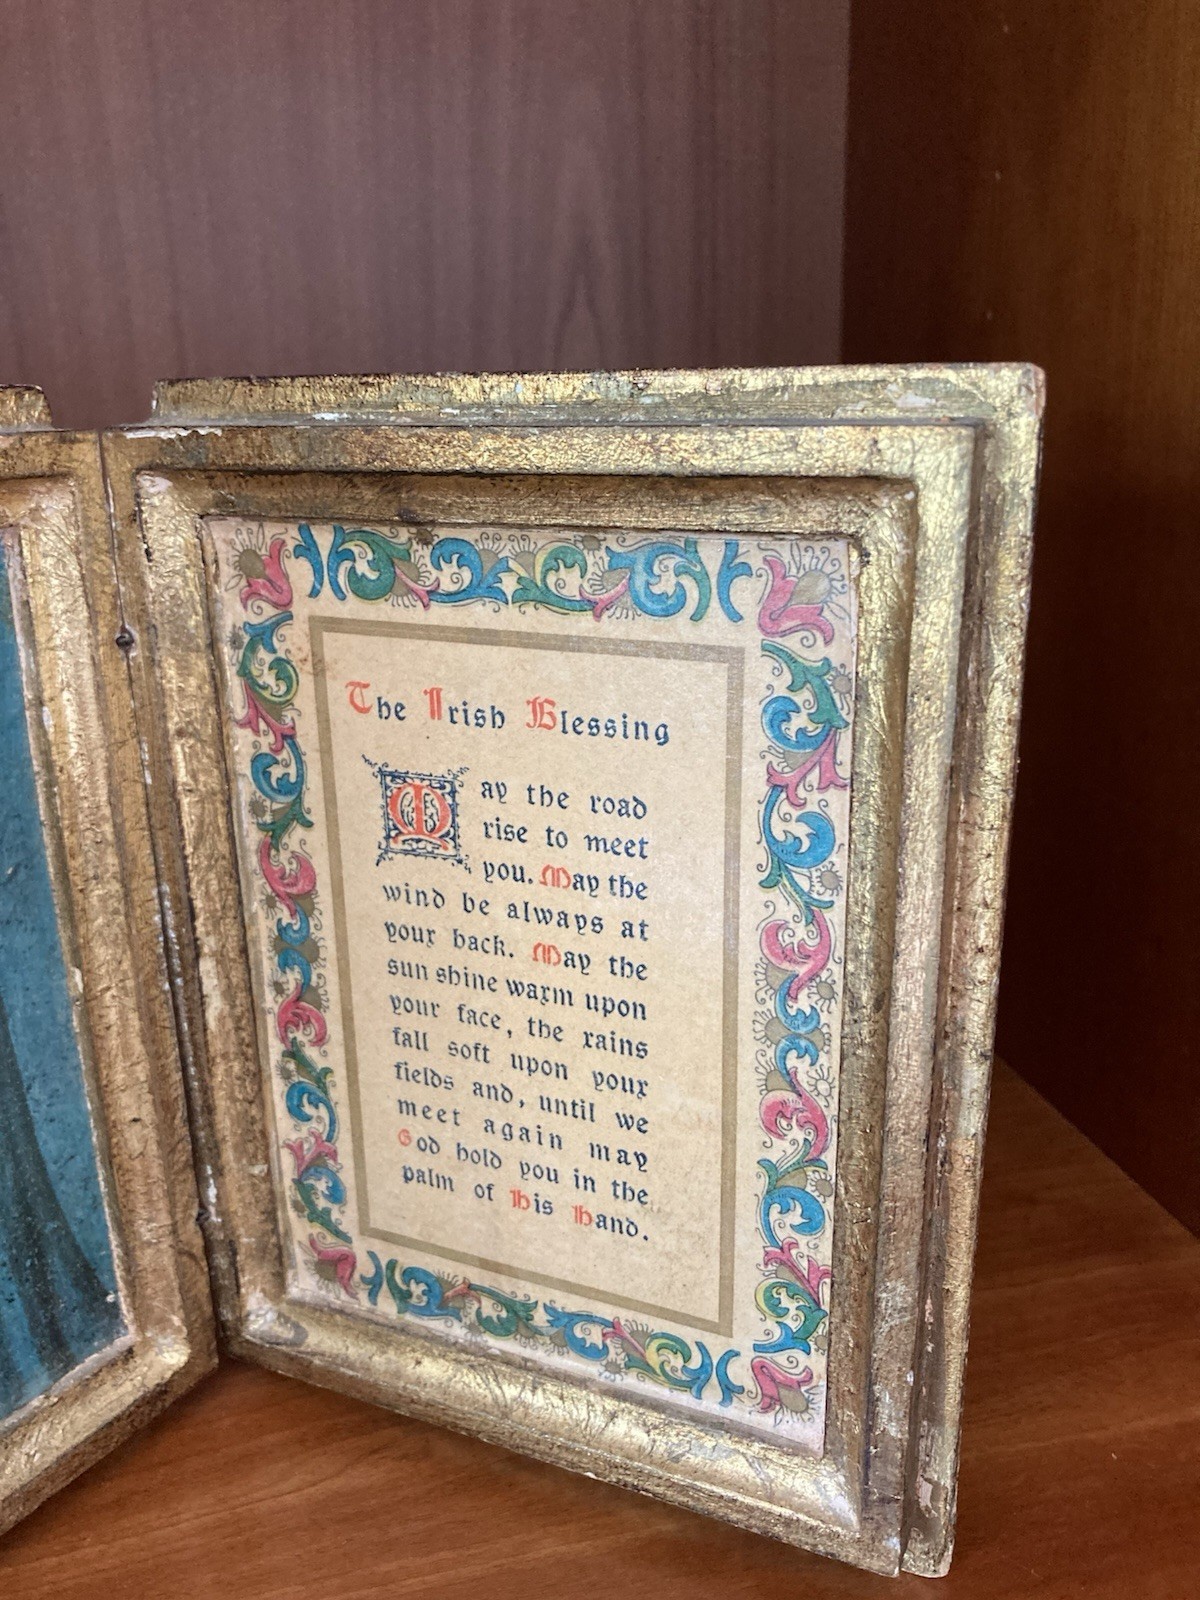 The Irish Blessing
May the road
rise to meet
you. May the
wind be always at
your back. May the
sun shine warm upon
your face, the rains
fall soft upon your
fields and, until we
meet again may
God hold you in the
palm of His Hand.